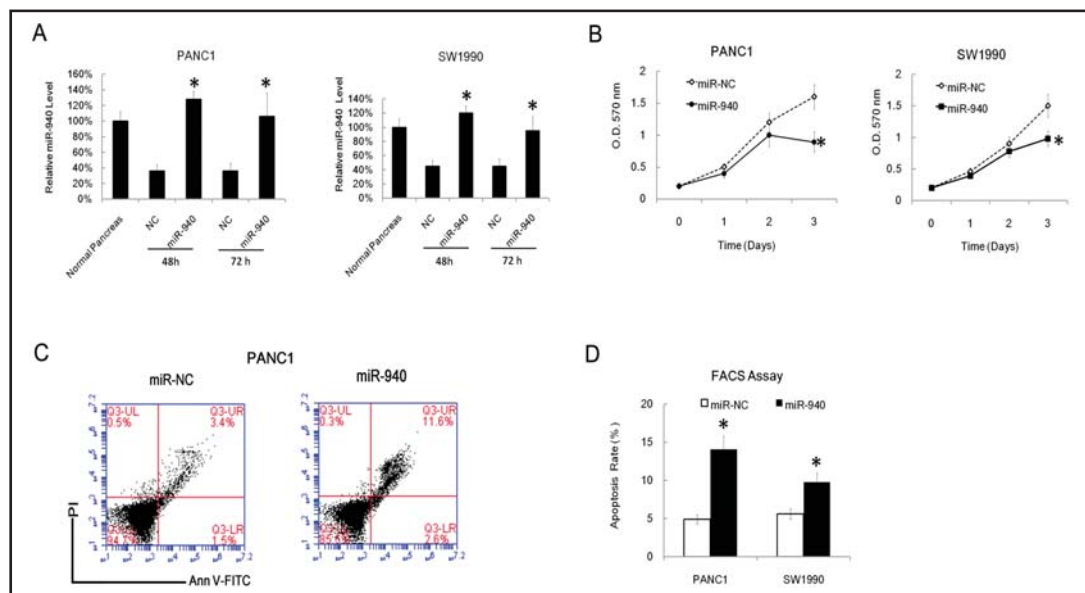 A
PANC1
Relative miR-940 Level
160%
140%
120%
100%
80%
60%
40%
20%
0%
*
*
Normal Pancreas
NC
miR-940
NC
miR-940
48h
72 h
SW1990
Relative miR-940 Level
160%
140%
120%
100%
80%
60%
40%
20%
0%
*
*
Normal Pancreas
NC
miR-940
NC
miR-940
48h
72 h
B
PANC1
O.D. 570 nm
2
1.5
1
0.5
0
miR-NC
miR-940
*
0 1 2 3
Time (Days)
SW1990
O.D. 570 nm
2
1.5
1
0.5
0
miR-NC
miR-940
*
0 1 2 3
Time (Days)
C
PANC1
miR-NC
Q3-UL
0.5%
Q3-UR
3.4%
Q3-LR
1.5%
miR-940
Q3-UL
0.3%
Q3-UR
11.6%
Q3-LR
2.6%
PI
Ann V-FITC
D
FACS Assay
miR-NC miR-940
Apoptosis Rate (%)
20
15
10
5
0
*
*
PANC1 SW1990